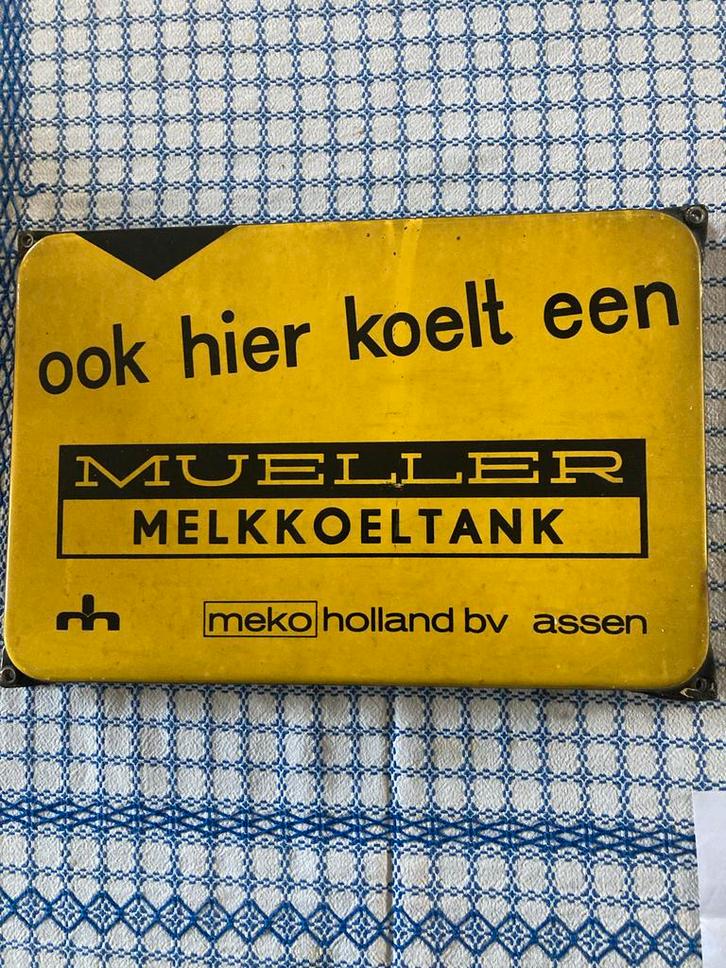 ook hier koelt een
MUELLER
MELKKOELTANK
meko holland bv assen